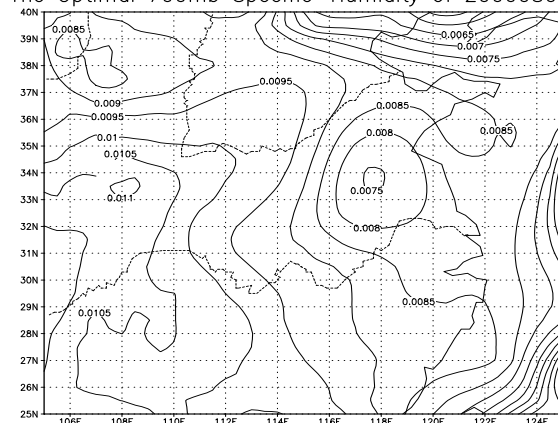 The Optimal 700mb Specific Humidity of
40N
39N
38N
37N
36N
35N
34N
33N
32N
31N
30N
29N
28N
27N
26N
25N
0.0085
0.0065
0.007
0.0075
0.0095
0.009
0.0085
0.0095
0.008
0.0085
0.01
0.0105
0.0075
0.011
0.008
0.0085
0.0105
106E 108E 110E 112E 114E 116E 118E 120E 122E 124E